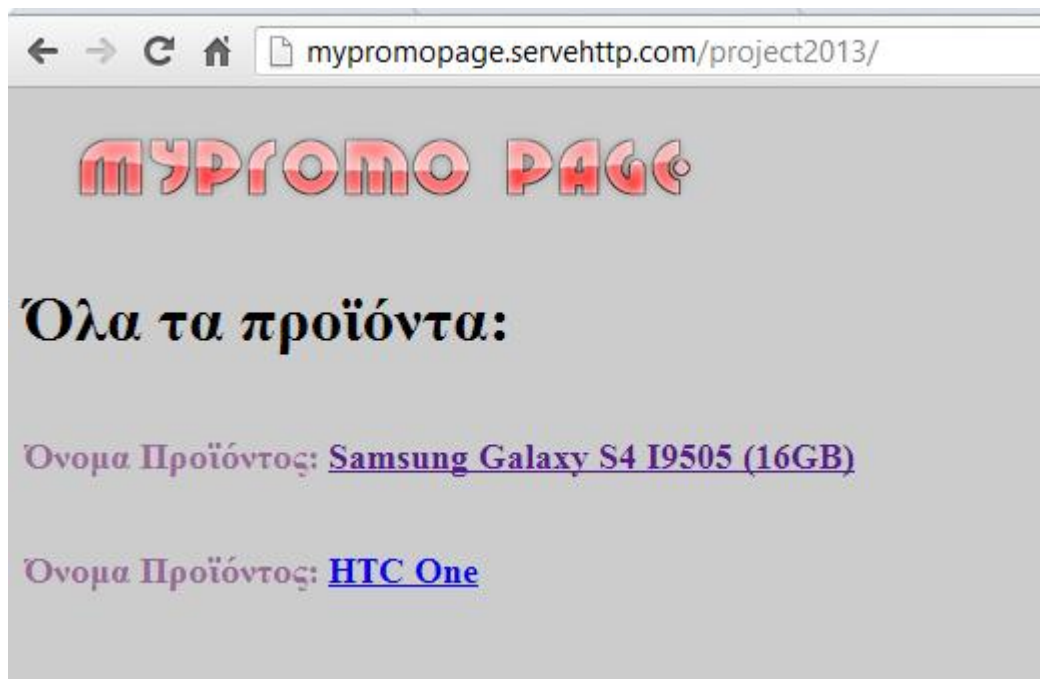 mypromopage.servehttp.com/project2013/
MYPROMO PAGE
Όλα τα προϊόντα:
Όνομα Προϊόντος: Samsung Galaxy S4 I9505 (16GB)
Όνομα Προϊόντος: HTC One